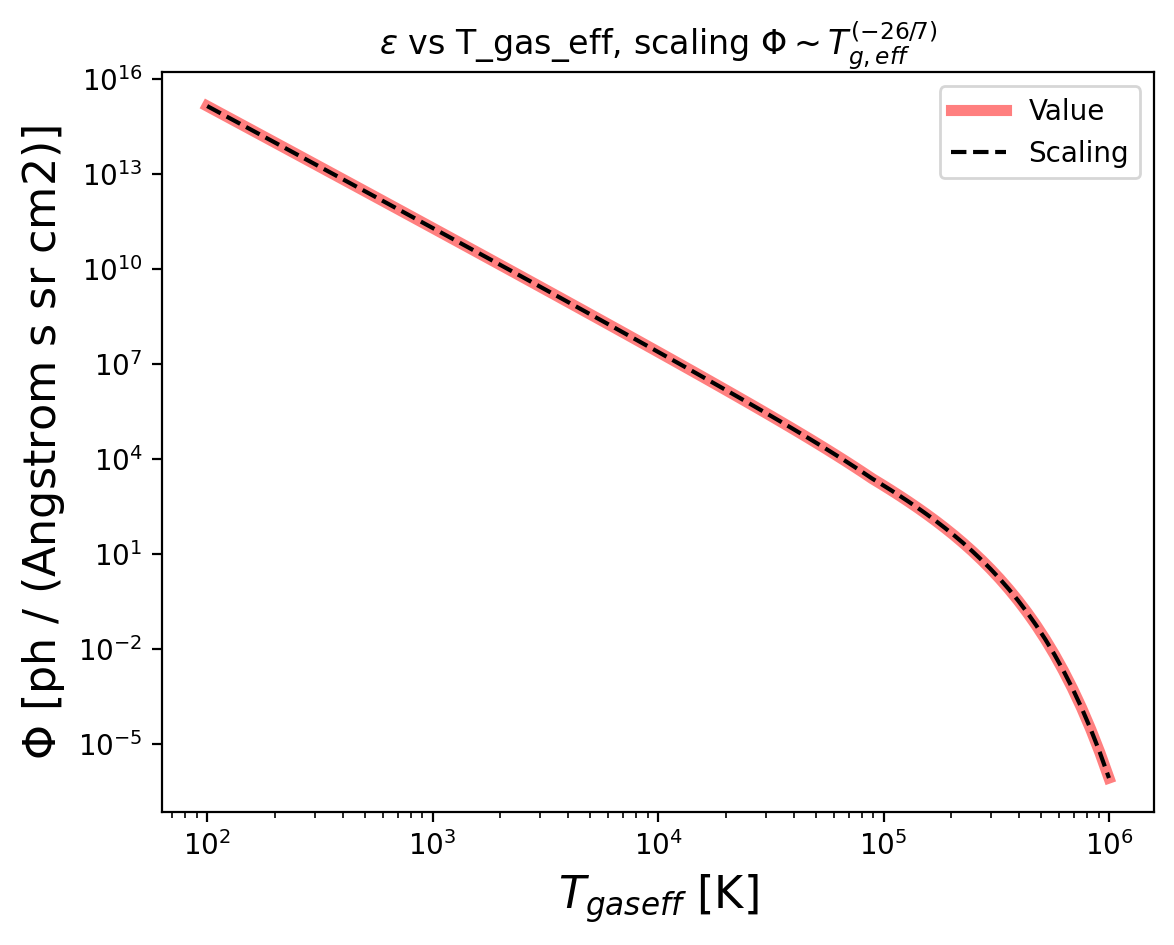 ε vs T_gas_eff, scaling Φ ∼ T_{g,eff}^{(−26/7)}
Value
Scaling
Φ [ph / (Angstrom s sr cm2)]
10^16
10^13
10^10
10^7
10^4
10^1
10^−2
10^−5
10^2 10^3 10^4 10^5 10^6
T_{gaseff} [K]